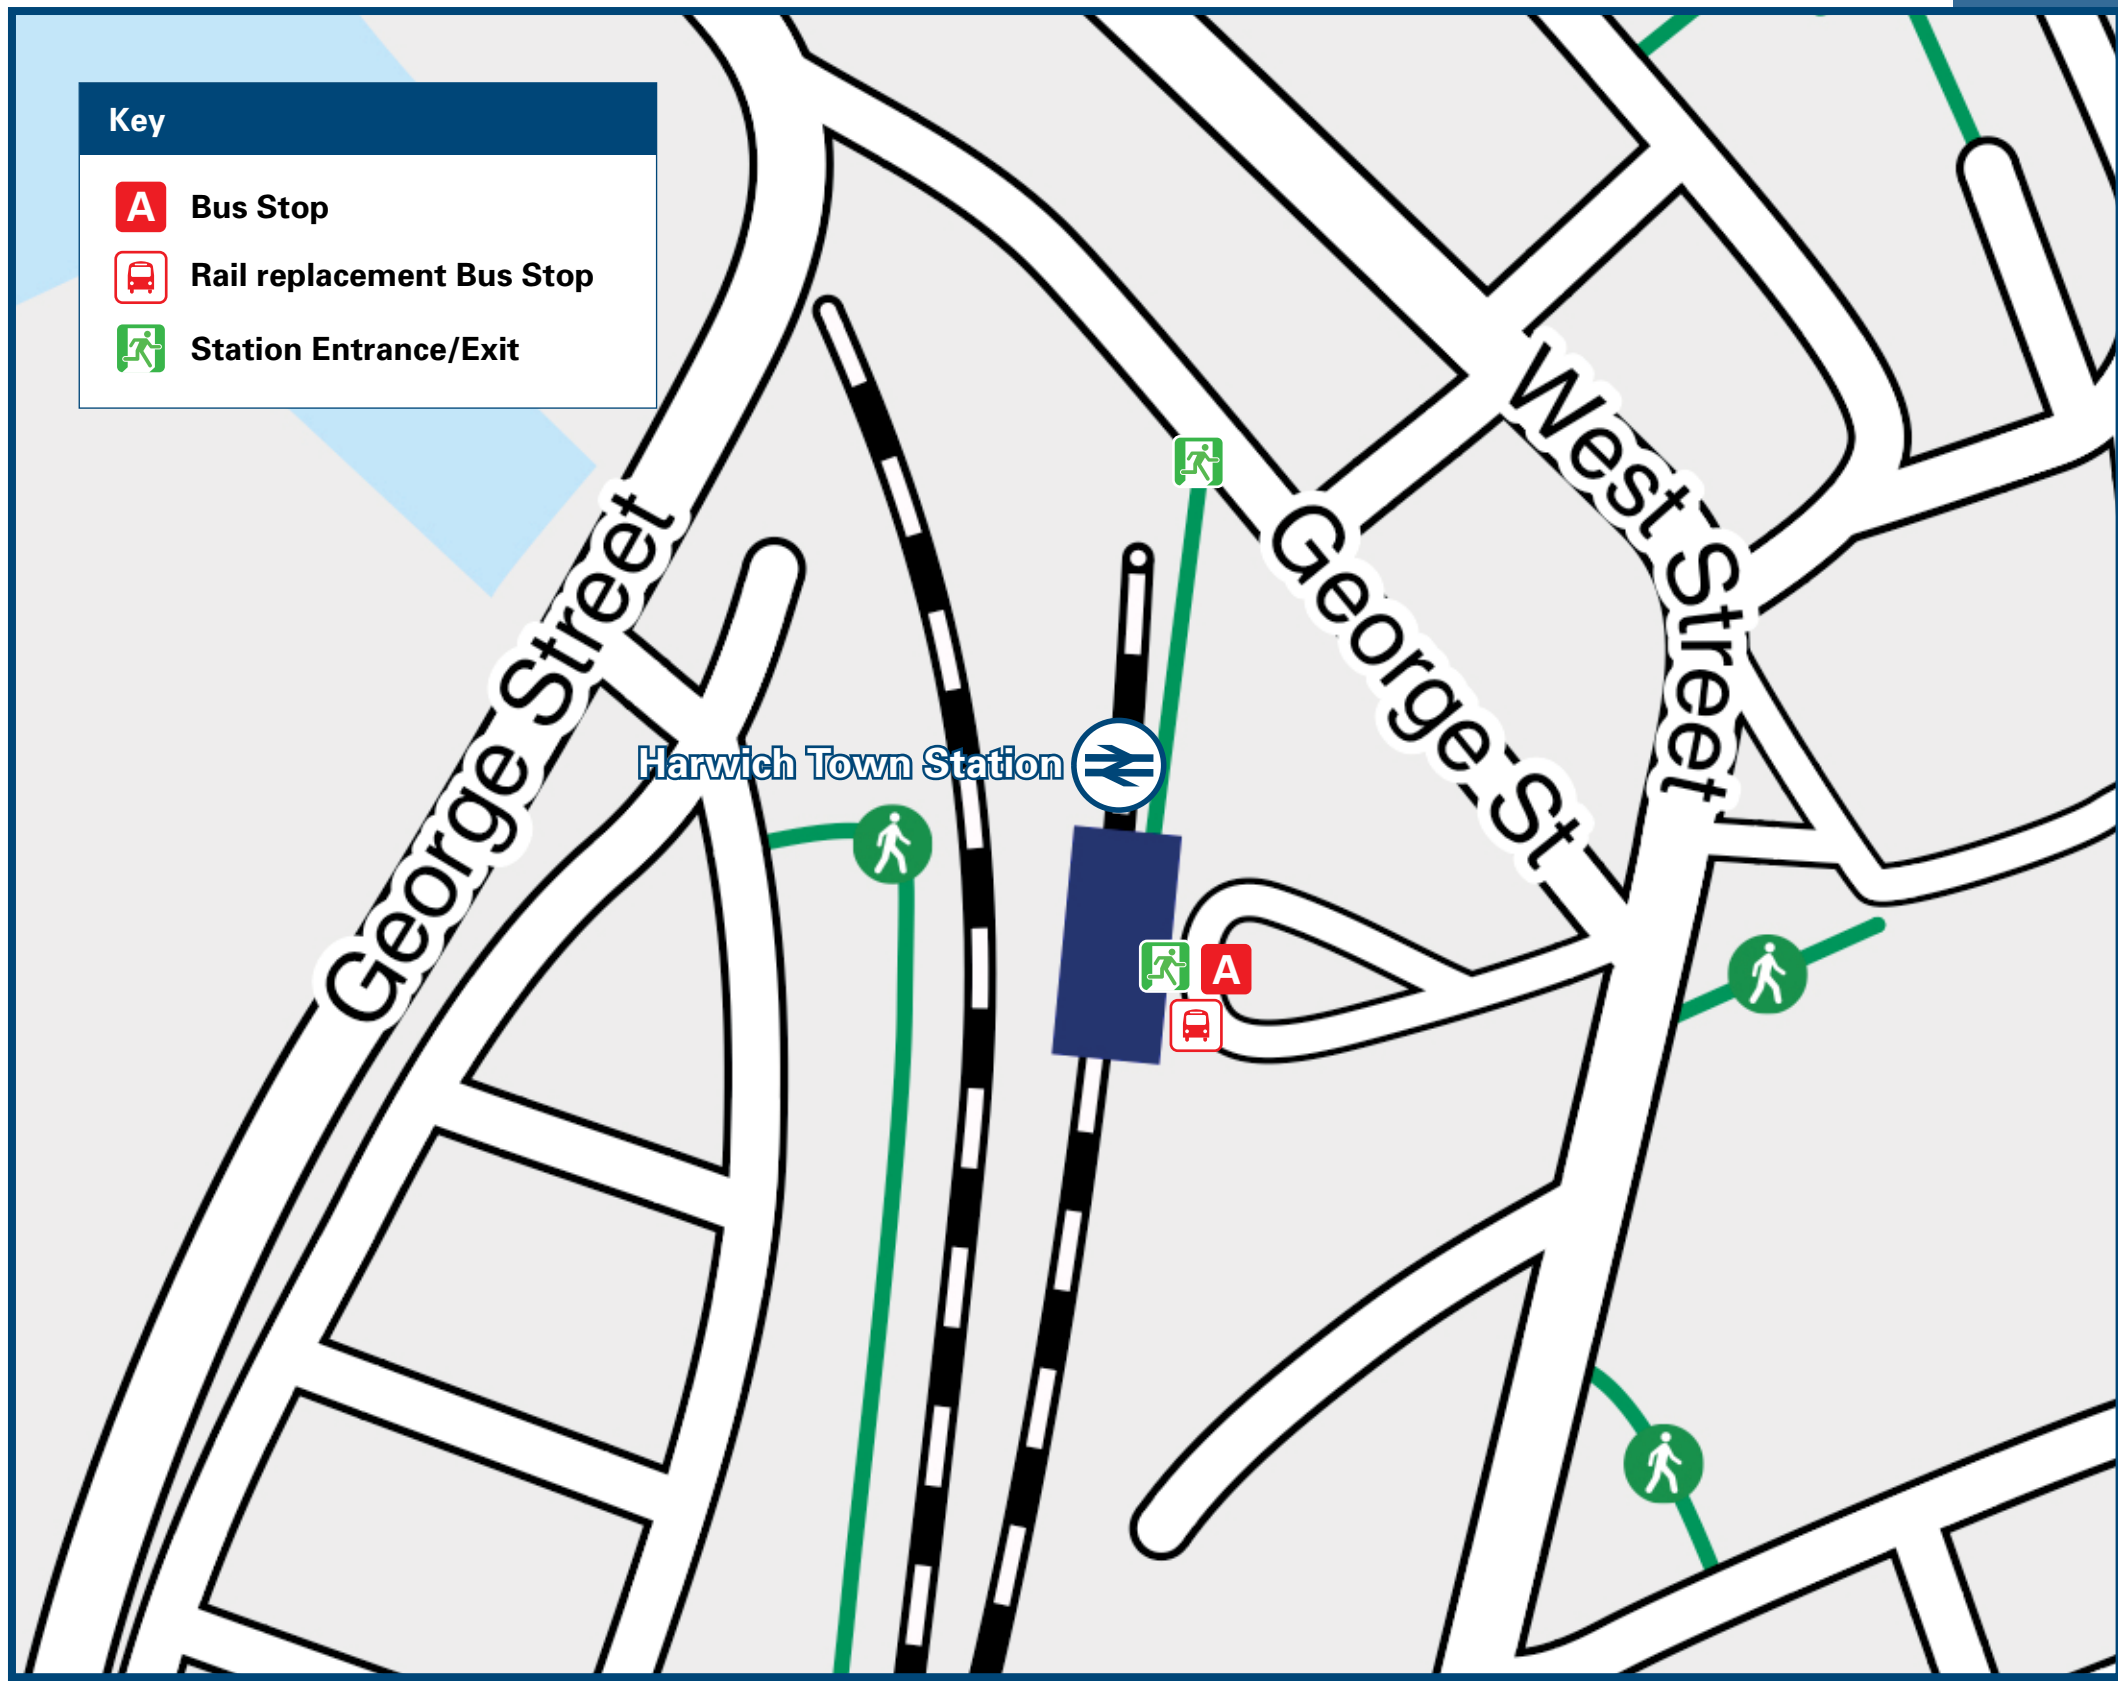 Key
A Bus Stop
Rail replacement Bus Stop
Station Entrance/Exit
West Street
George Street
George St
Harwich Town Station
A